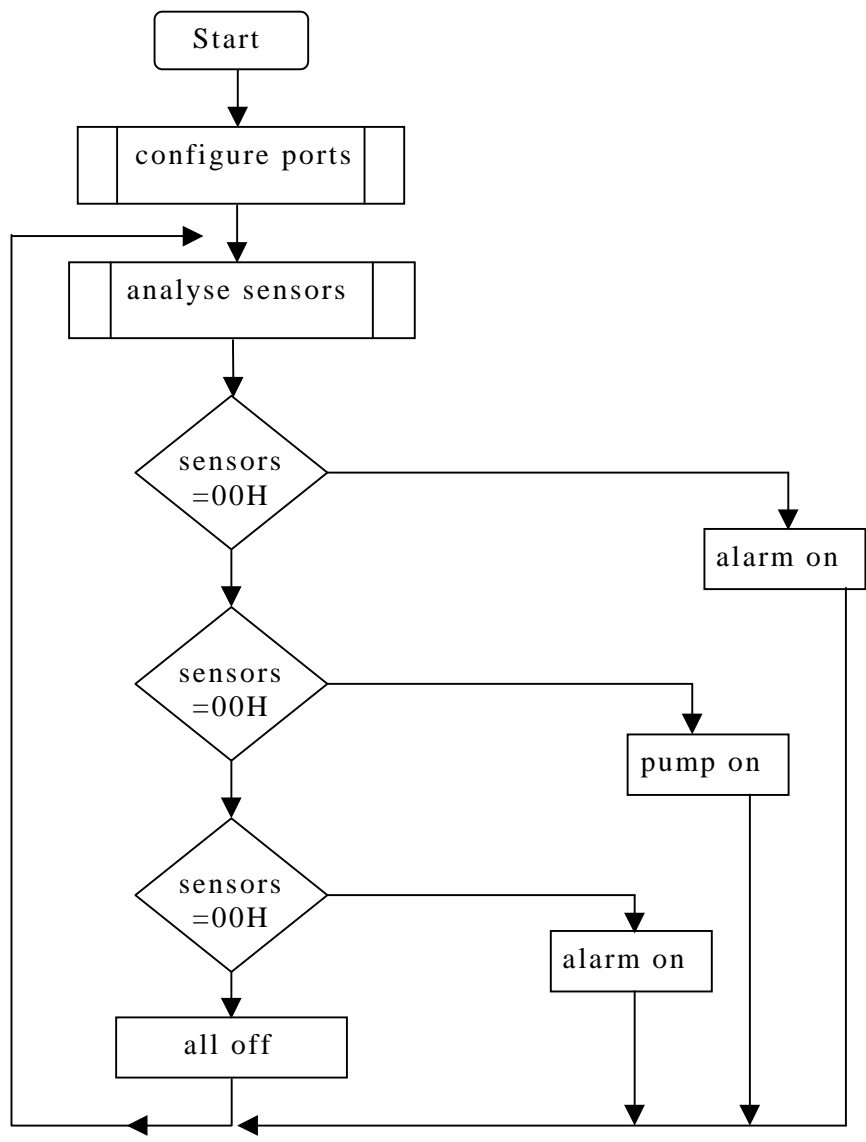 Start
configure ports
analyse sensors
sensors
=00H
alarm on
sensors
=00H
pump on
sensors
=00H
alarm on
all off